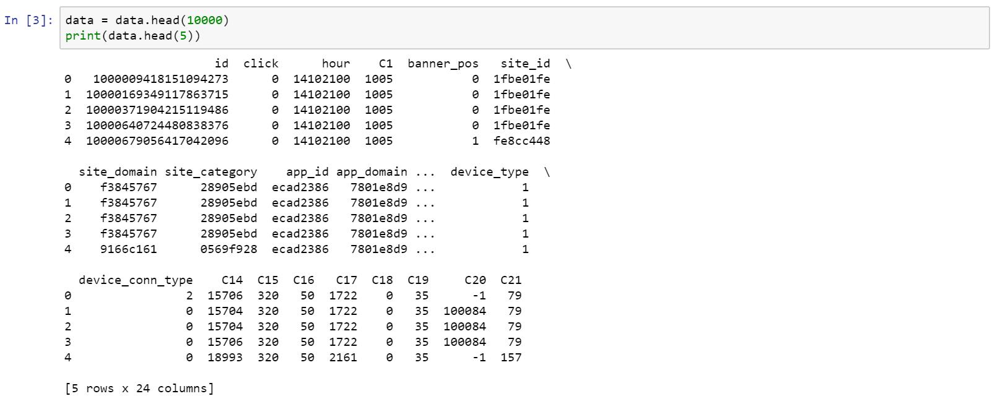 In [3]: data = data.head(10000)
print(data.head(5))
id click hour C1 banner_pos site_id \
0 1000009418151094273 0 14102100 1005 0 1fbe01fe
1 10000169349117863715 0 14102100 1005 0 1fbe01fe
2 10000371904215119486 0 14102100 1005 0 1fbe01fe
3 10000640724480838376 0 14102100 1005 0 1fbe01fe
4 10000679056417042096 0 14102100 1005 1 fe8cc448
site_domain site_category app_id app_domain ... device_type \
0 f3845767 28905ebd ecad2386 7801e8d9 ... 1
1 f3845767 28905ebd ecad2386 7801e8d9 ... 1
2 f3845767 28905ebd ecad2386 7801e8d9 ... 1
3 f3845767 28905ebd ecad2386 7801e8d9 ... 1
4 9166c161 0569f928 ecad2386 7801e8d9 ... 1
device_conn_type C14 C15 C16 C17 C18 C19 C20 C21
0 2 15706 320 50 1722 0 35 -1 79
1 0 15704 320 50 1722 0 35 100084 79
2 0 15704 320 50 1722 0 35 100084 79
3 0 15706 320 50 1722 0 35 100084 79
4 0 18993 320 50 2161 0 35 -1 157
[5 rows x 24 columns]